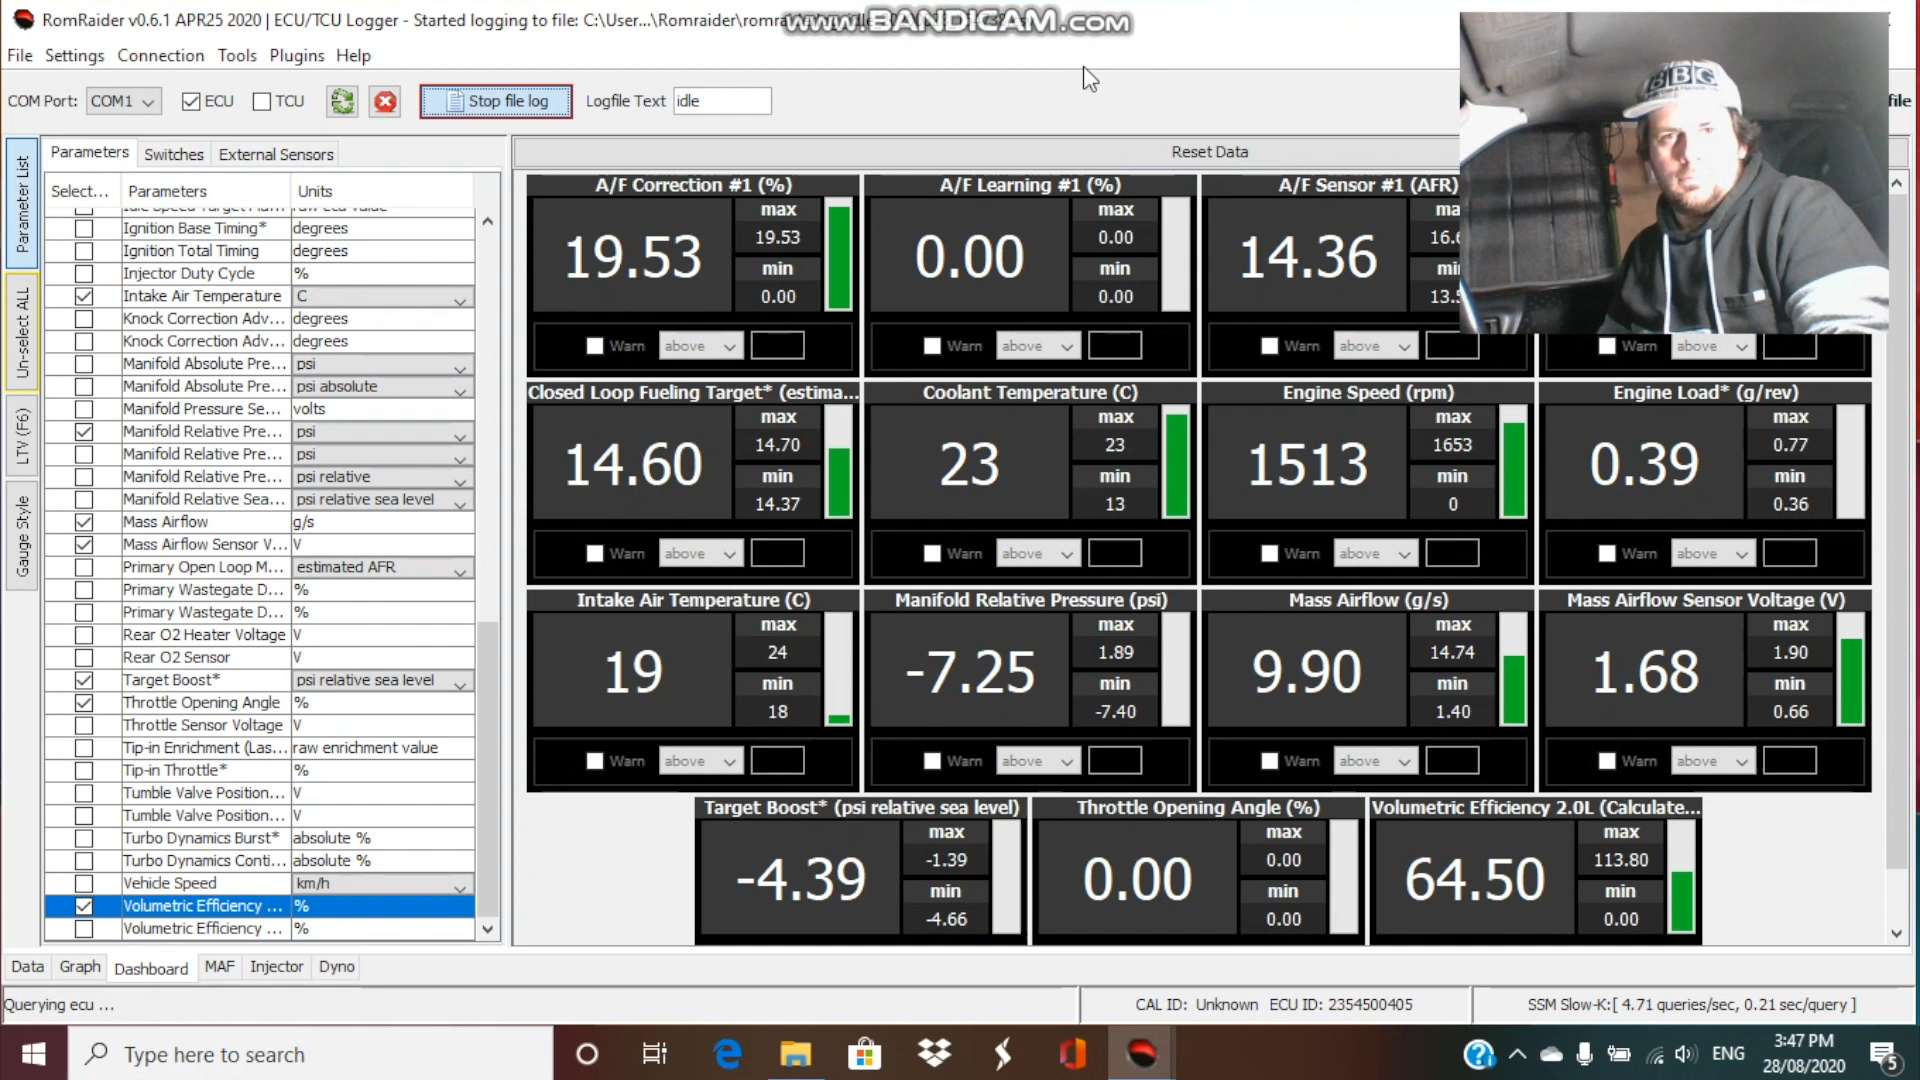 RomRaider v0.6.1 APR25 2020 | ECU/TCU Logger - Started logging to file: C:\User...\Romraider\romra
www.BANDICAM.com
File Settings Connection Tools Plugins Help
COM Port: COM1 ECU TCU Stop file log Logfile Text idle
file
BBG
Parameter List
Un-select ALL
LTV (F6)
Gauge Style
Parameters Switches External Sensors
Select... Parameters Units
Ignition Base Timing* degrees
Ignition Total Timing degrees
Injector Duty Cycle %
Intake Air Temperature C
Knock Correction Adv... degrees
Knock Correction Adv... degrees
Manifold Absolute Pre... psi
Manifold Absolute Pre... psi absolute
Manifold Pressure Se... volts
Manifold Relative Pre... psi
Manifold Relative Pre... psi
Manifold Relative Pre... psi relative
Manifold Relative Sea... psi relative sea level
Mass Airflow g/s
Mass Airflow Sensor V... V
Primary Open Loop M... estimated AFR
Primary Wastegate D... %
Primary Wastegate D... %
Rear O2 Heater Voltage V
Rear O2 Sensor V
Target Boost* psi relative sea level
Throttle Opening Angle %
Throttle Sensor Voltage V
Tip-in Enrichment (Las... raw enrichment value
Tip-in Throttle* %
Tumble Valve Position... V
Tumble Valve Position... V
Turbo Dynamics Burst* absolute %
Turbo Dynamics Conti... absolute %
Vehicle Speed km/h
Volumetric Efficiency ... %
Volumetric Efficiency ... %
Reset Data
A/F Correction #1 (%)
19.53
max
19.53
min
0.00
Warn above
A/F Learning #1 (%)
0.00
max
0.00
min
0.00
Warn above
A/F Sensor #1 (AFR)
14.36
Warn above
Warn above
Closed Loop Fueling Target* (estima...
14.60
max
14.70
min
14.37
Warn above
Coolant Temperature (C)
23
max
23
min
13
Warn above
Engine Speed (rpm)
1513
max
1653
min
0
Warn above
Engine Load* (g/rev)
0.39
max
0.77
min
0.36
Warn above
Intake Air Temperature (C)
19
max
24
min
18
Warn above
Manifold Relative Pressure (psi)
-7.25
max
1.89
min
-7.40
Warn above
Mass Airflow (g/s)
9.90
max
14.74
min
1.40
Warn above
Mass Airflow Sensor Voltage (V)
1.68
max
1.90
min
0.66
Warn above
Target Boost* (psi relative sea level)
-4.39
max
-1.39
min
-4.66
Throttle Opening Angle (%)
0.00
max
0.00
min
0.00
Volumetric Efficiency 2.0L (Calculate...
64.50
max
113.80
min
0.00
Data Graph Dashboard MAF Injector Dyno
Querying ecu ...
CAL ID: Unknown ECU ID: 2354500405
SSM Slow-K:[ 4.71 queries/sec, 0.21 sec/query ]
Type here to search
ENG
3:47 PM
28/08/2020
5